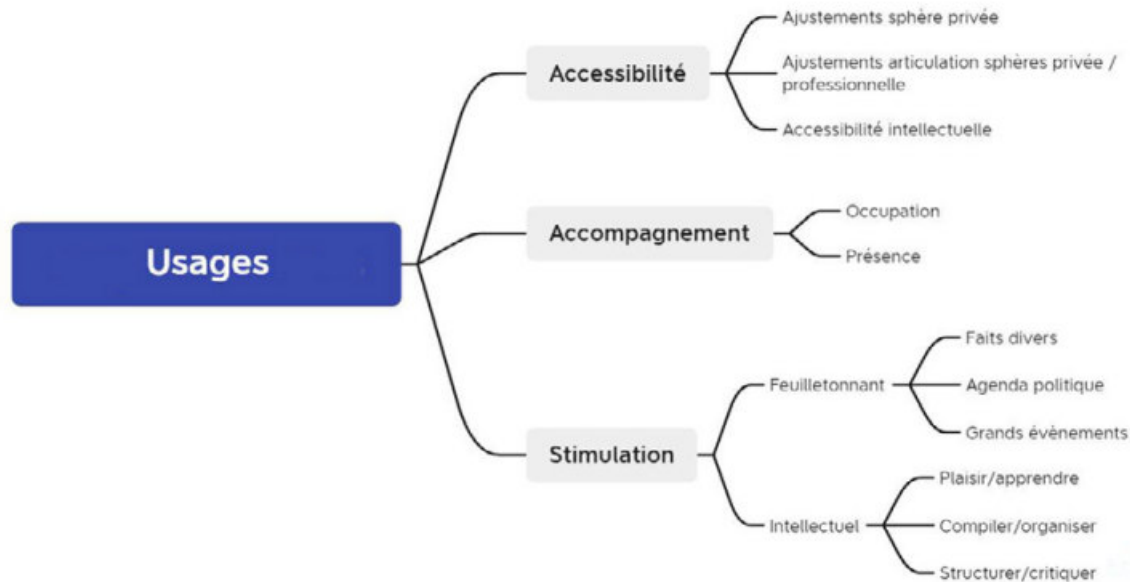 Usages
Accessibilité
Ajustements sphère privée
Ajustements articulation sphères privée /
professionnelle
Accessibilité intellectuelle
Accompagnement
Occupation
Présence
Stimulation
Feuilletonnant
Faits divers
Agenda politique
Grands évènements
Intellectuel
Plaisir/apprendre
Compiler/organiser
Structurer/critiquer